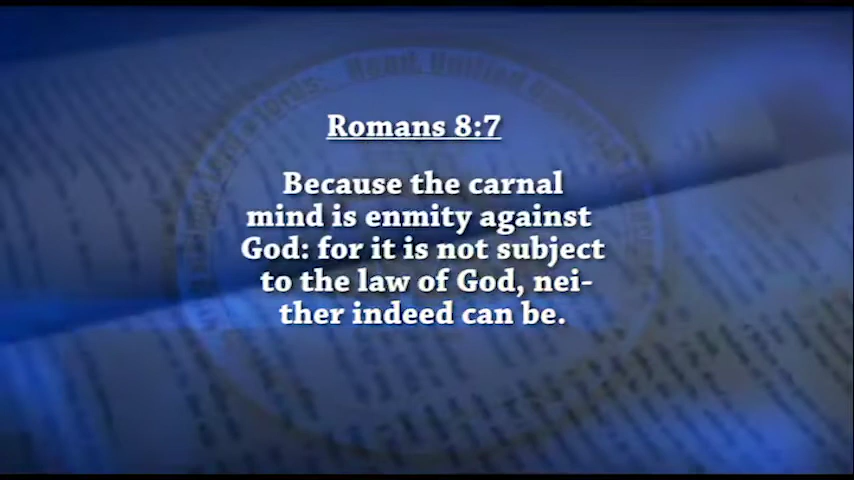 Romans 8:7
Because the carnal
mind is enmity against
God: for it is not subject
to the law of God, nei-
ther indeed can be.